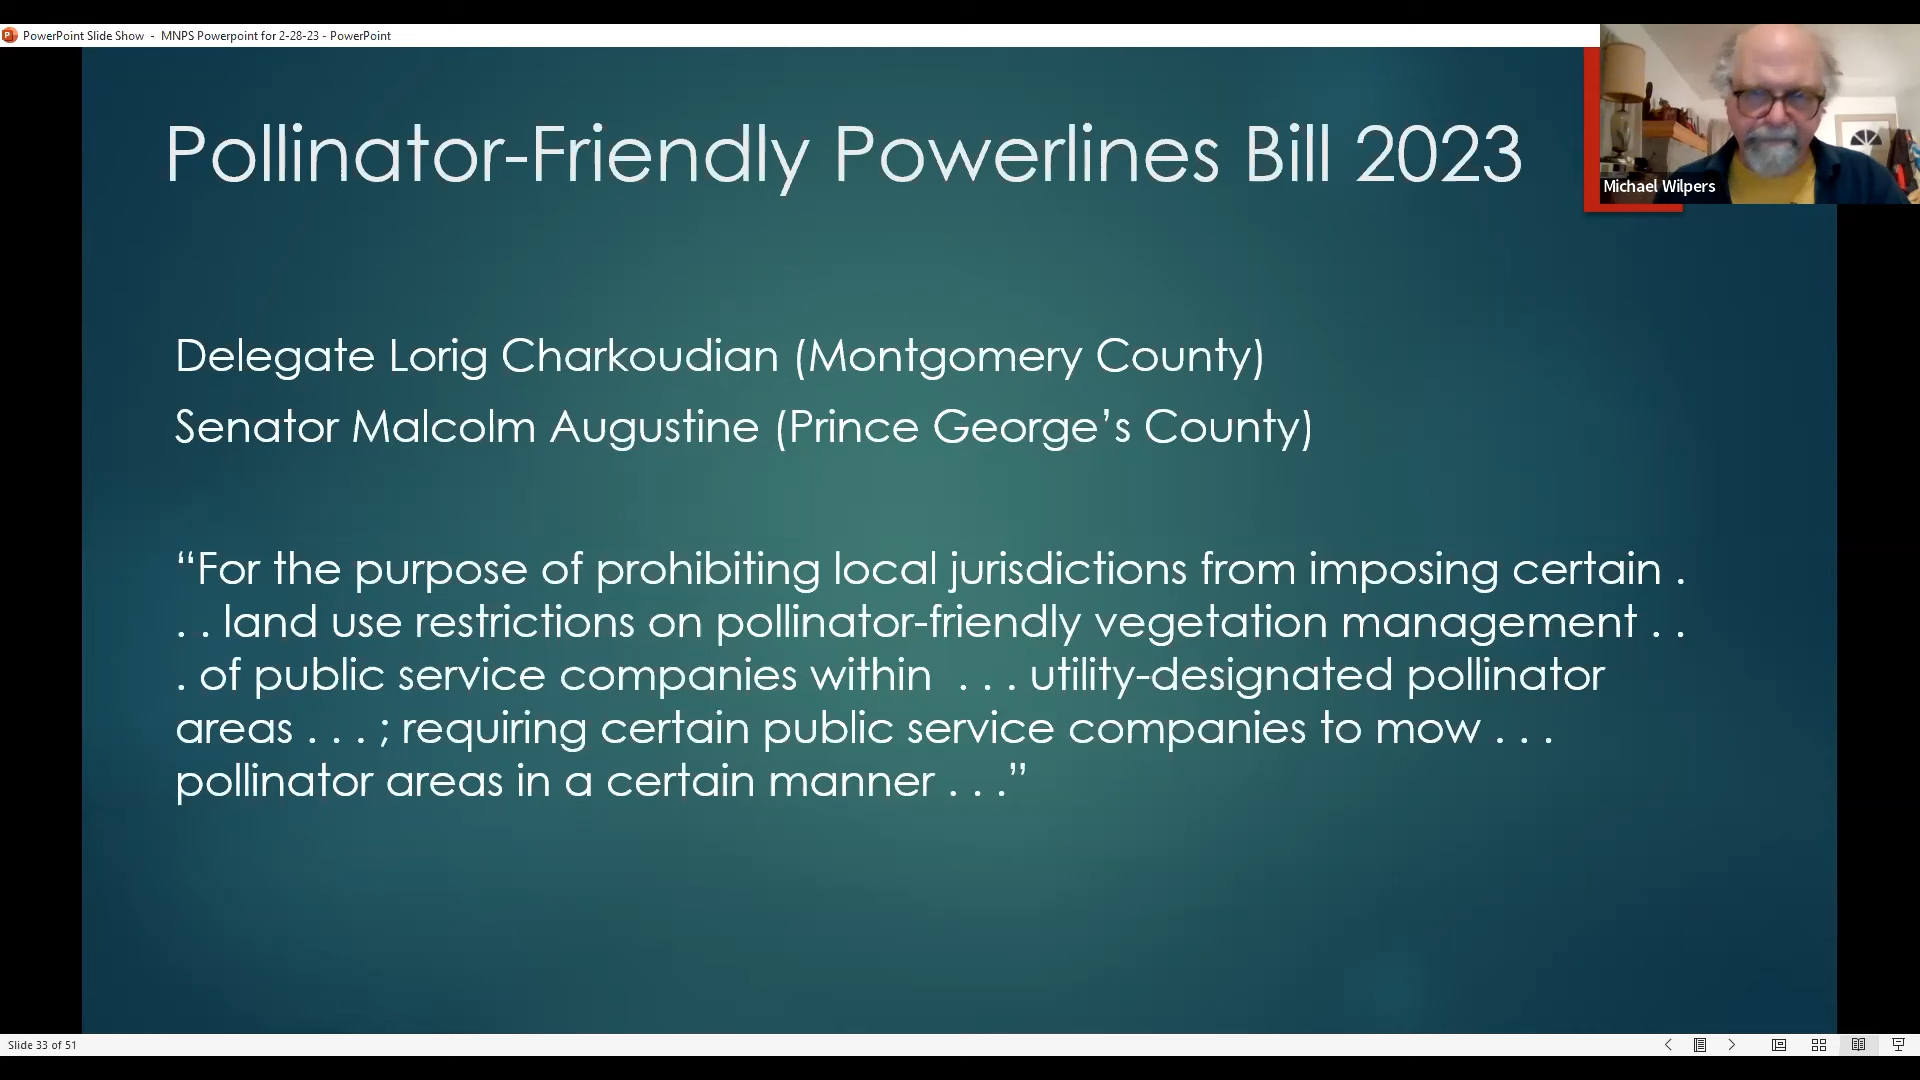 PowerPoint Slide Show - MNPS Powerpoint for 2-28-23 - PowerPoint
Pollinator-Friendly Powerlines Bill 2023
Michael Wilpers
Delegate Lorig Charkoudian (Montgomery County)
Senator Malcolm Augustine (Prince George’s County)
“For the purpose of prohibiting local jurisdictions from imposing certain .
. . land use restrictions on pollinator-friendly vegetation management . .
. of public service companies within . . . utility-designated pollinator
areas . . . ; requiring certain public service companies to mow . . .
pollinator areas in a certain manner . . .”
Slide 33 of 51